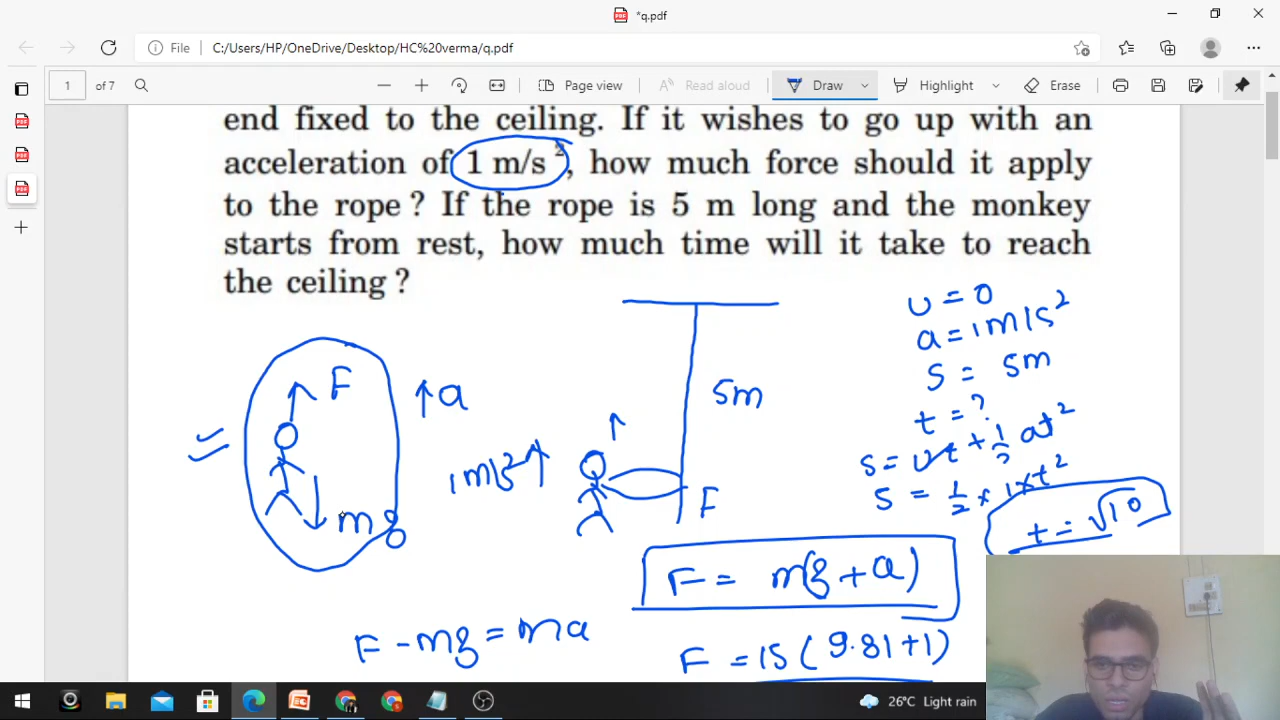 *q.pdf
File C:/Users/HP/OneDrive/Desktop/HC%20verma/q.pdf
1 of 7 Page view Read aloud Draw Highlight Erase
end fixed to the ceiling. If it wishes to go up with an
acceleration of 1 m/s², how much force should it apply
to the rope ? If the rope is 5 m long and the monkey
starts from rest, how much time will it take to reach
the ceiling ?
F
a
mg
1m/s²
5m
F
u = 0
a = 1m/s²
s = 5m
t = ?
s = ut + 1/2 at²
5 = 1/2 × 1 × t²
t = √10
F = m(g + a)
F - mg = ma
F = 15 ( 9.81 + 1 )
26°C Light rain